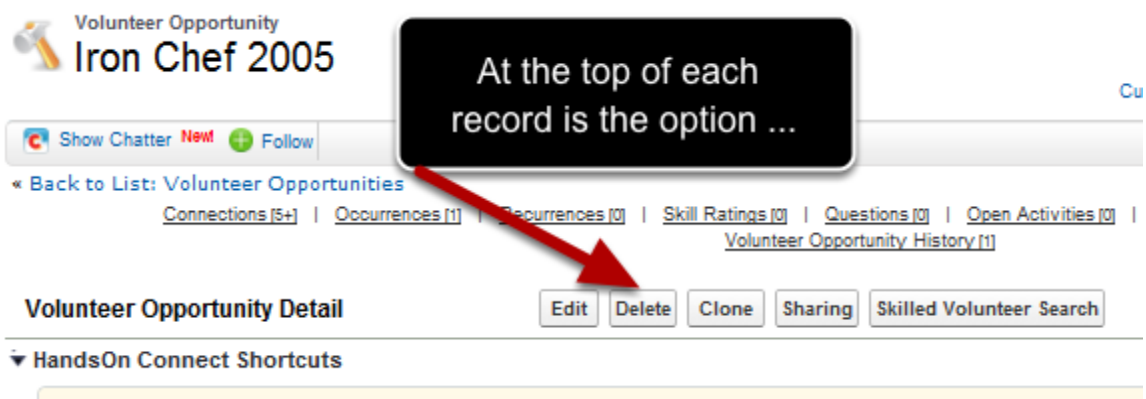 Volunteer Opportunity
Iron Chef 2005
At the top of each
record is the option ...
Cu
Show Chatter New! Follow
« Back to List: Volunteer Opportunities
Connections [5+] | Occurrences [1] | Recurrences [0] | Skill Ratings [0] | Questions [0] | Open Activities [0] |
Volunteer Opportunity History [1]
Volunteer Opportunity Detail Edit Delete Clone Sharing Skilled Volunteer Search
HandsOn Connect Shortcuts